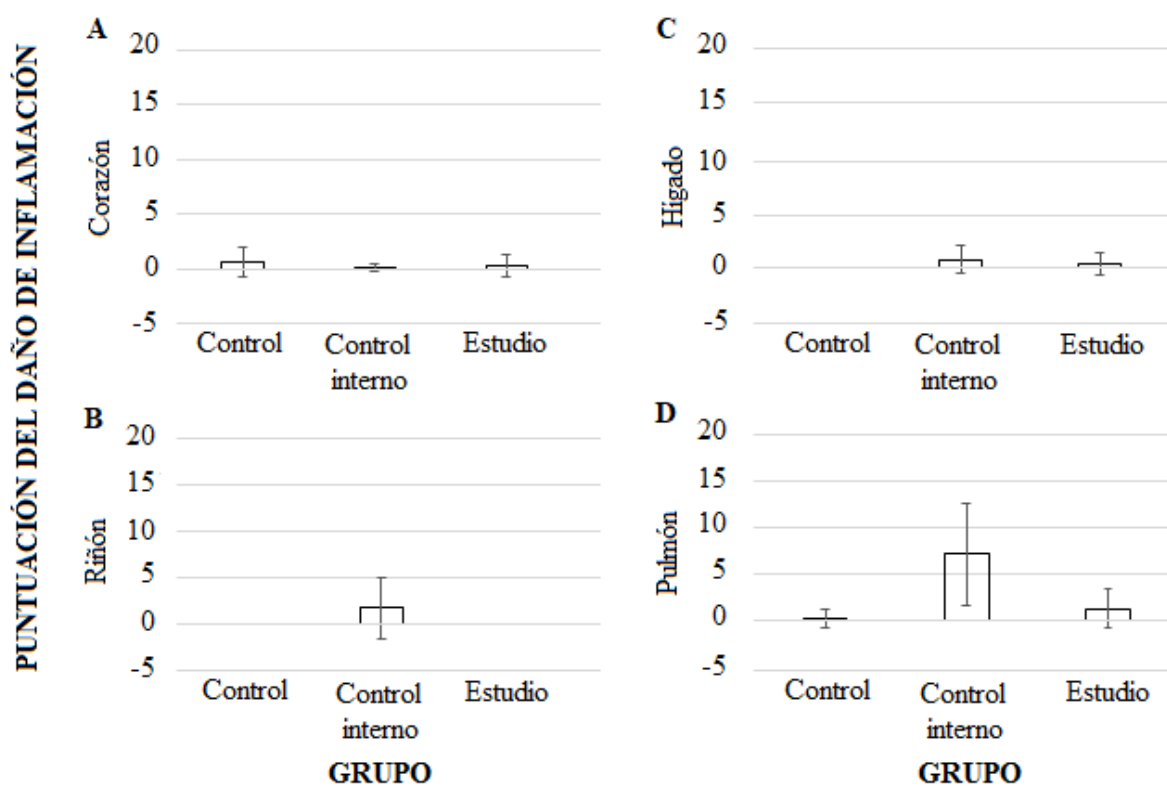 PUNTUACIÓN DEL DAÑO DE INFLAMACIÓN
A
Corazón
20
15
10
5
0
-5
Control
Control
interno
Estudio
C
Higado
20
15
10
5
0
-5
Control
Control
interno
Estudio
B
Riñón
20
15
10
5
0
-5
Control
Control
interno
Estudio
GRUPO
D
Pulmón
20
15
10
5
0
-5
Control
Control
interno
Estudio
GRUPO